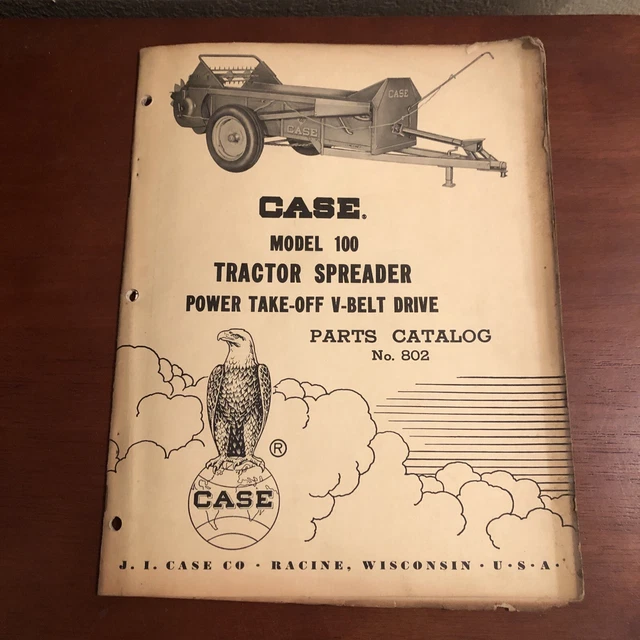 CASE
CASE
CASE.
MODEL 100
TRACTOR SPREADER
POWER TAKE-OFF V-BELT DRIVE
PARTS CATALOG
No. 802
®
CASE
J. I. CASE CO · RACINE, WISCONSIN · U · S · A ·